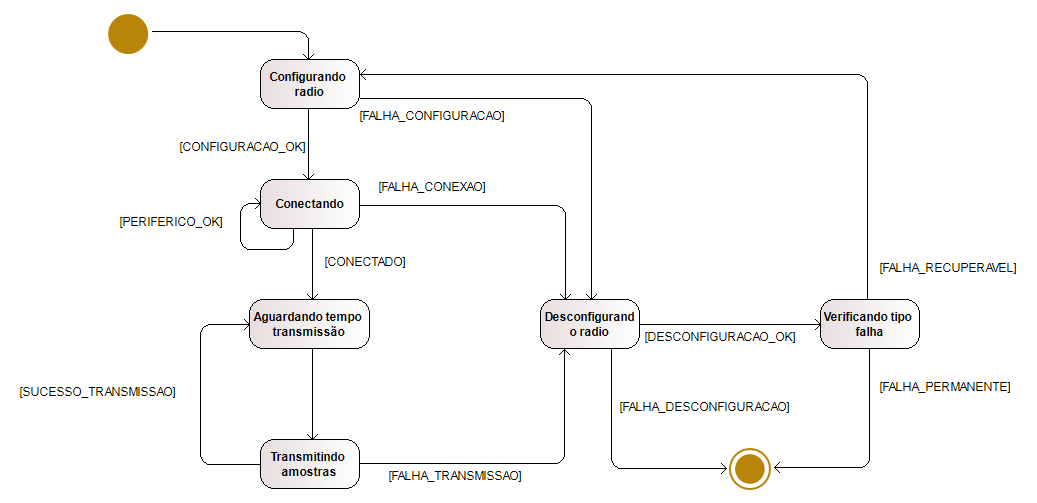 Configurando
radio
[FALHA_CONFIGURACAO]
[CONFIGURACAO_OK]
[FALHA_CONEXAO]
Conectando
[PERIFERICO_OK]
[CONECTADO]
[FALHA_RECUPERAVEL]
Aguardando tempo
transmissão
Desconfigurand
o radio
[DESCONFIGURACAO_OK]
Verificando tipo
falha
[SUCESSO_TRANSMISSAO]
[FALHA_DESCONFIGURACAO]
[FALHA_PERMANENTE]
Transmitindo
amostras
[FALHA_TRANSMISSAO]